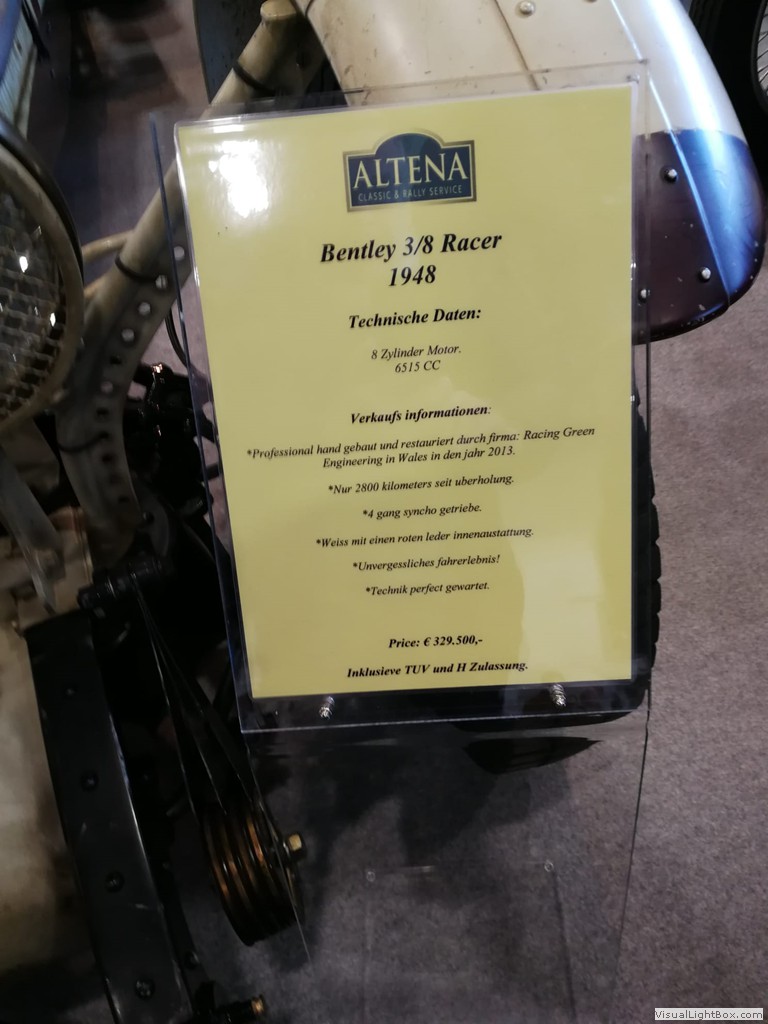 ALTENA
CLASSIC & RALLY SERVICE
Bentley 3/8 Racer
1948
Technische Daten:
8 Zylinder Motor.
6515 CC
Verkaufs informationen:
*Professional hand gebaut und restauriert durch firma: Racing Green
Engineering in Wales in den jahr 2013.
*Nur 2800 kilometers seit uberholung.
*4 gang syncho getriebe.
*Weiss mit einen roten leder innenaustattung.
*Unvergessliches fahrerlebnis!
*Technik perfect gewartet.
Price: € 329.500,-
Inklusieve TUV und H Zulassung.
VisualLightBox.com